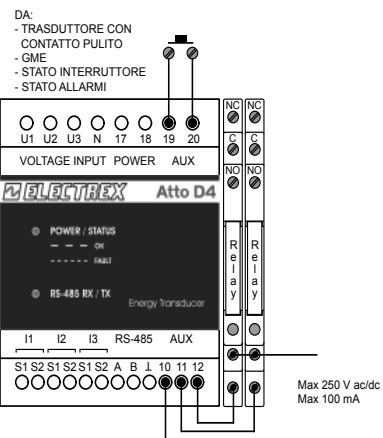 DA:
- TRASDUTTORE CON
CONTATTO PULITO
- GME
- STATO INTERRUTTORE
- STATO ALLARMI
NC NC
U1 U2 U3 N 17 18 19 20
C C
VOLTAGE INPUT POWER AUX
NO NO
ELECTREX Atto D4
POWER / STATUS
OK
FAULT
Relay Relay
RS-485 RX / TX
Energy Transducer
I1 I2 I3 RS-485 AUX
S1 S2 S1 S2 S1 S2 A B ⊥ 10 11 12
Max 250 V ac/dc
Max 100 mA